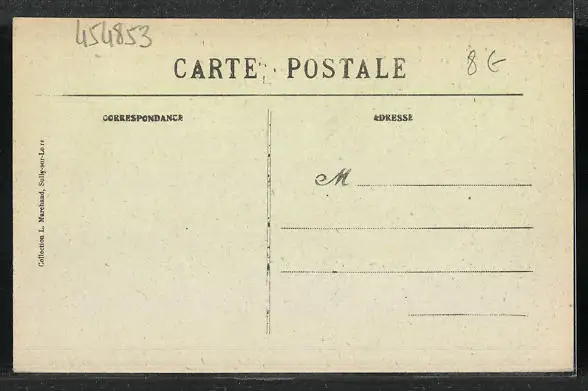 454853
CARTE POSTALE
8 €
CORRESPONDANCE
ADRESSE
M
Collection L. Marchand, Sully-sur-Loire